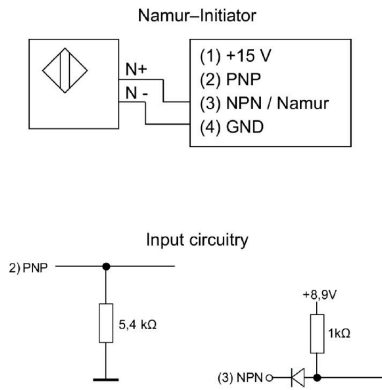 Namur–Initiator
N+
N -
(1) +15 V
(2) PNP
(3) NPN / Namur
(4) GND
Input circuitry
2) PNP
5,4 kΩ
+8,9V
1kΩ
(3) NPN